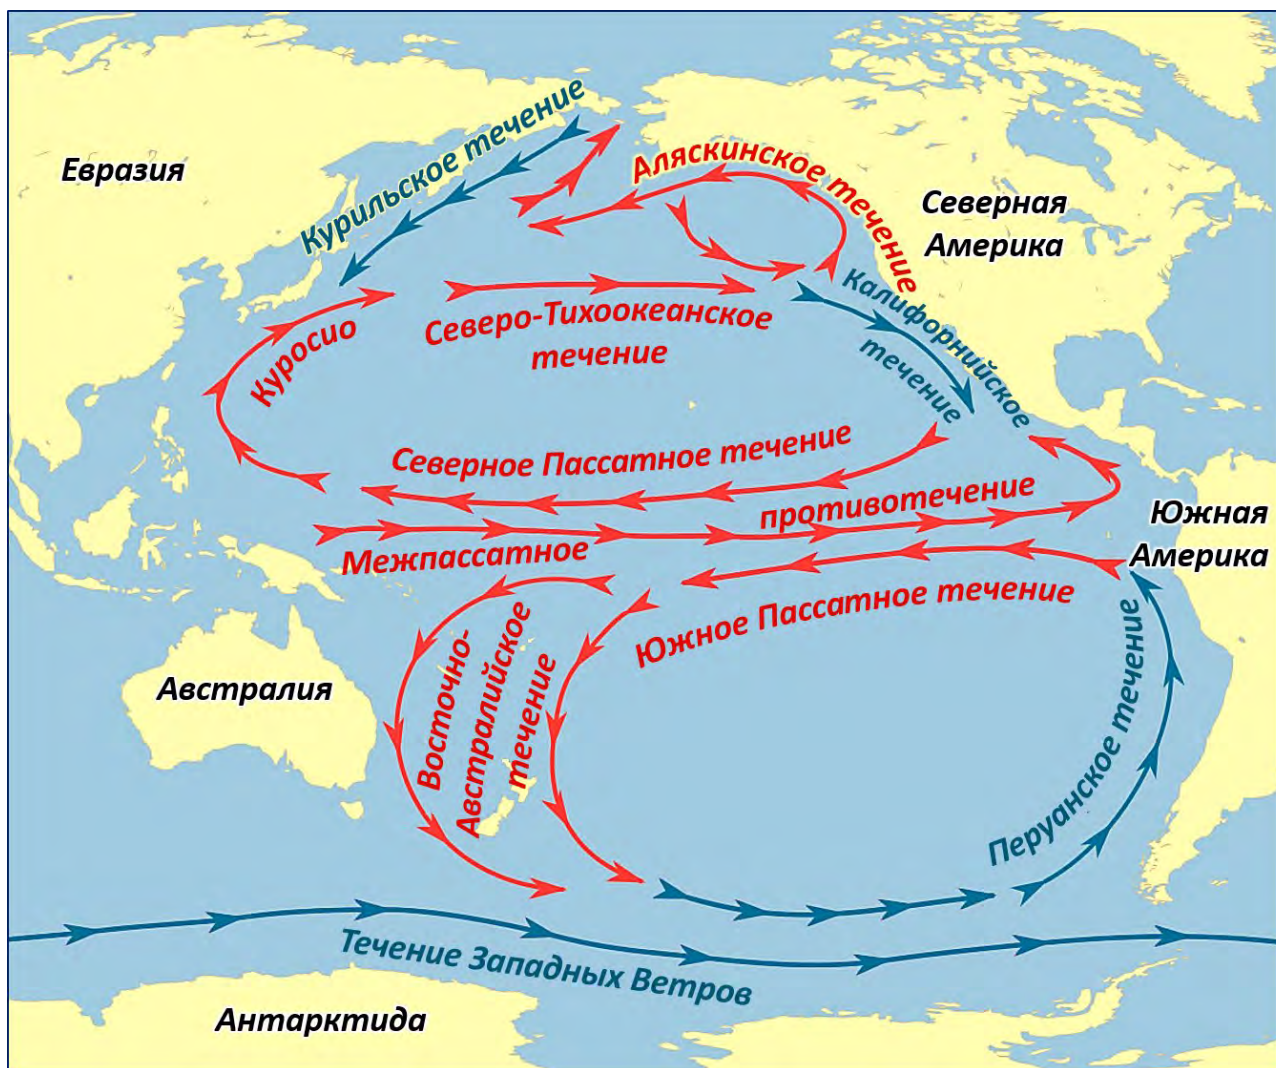 Евразия
Курильское течение
Аляскинское течение
Северная
Америка
Калифорнийское
течение
Северо-Тихоокеанское
течение
Куросио
Северное Пассатное течение
Межпассатное
противотечение
Южная
Америка
Южное Пассатное течение
Австралия
Восточно-
Австралийское
течение
Перуанское течение
Течение Западных Ветров
Антарктида